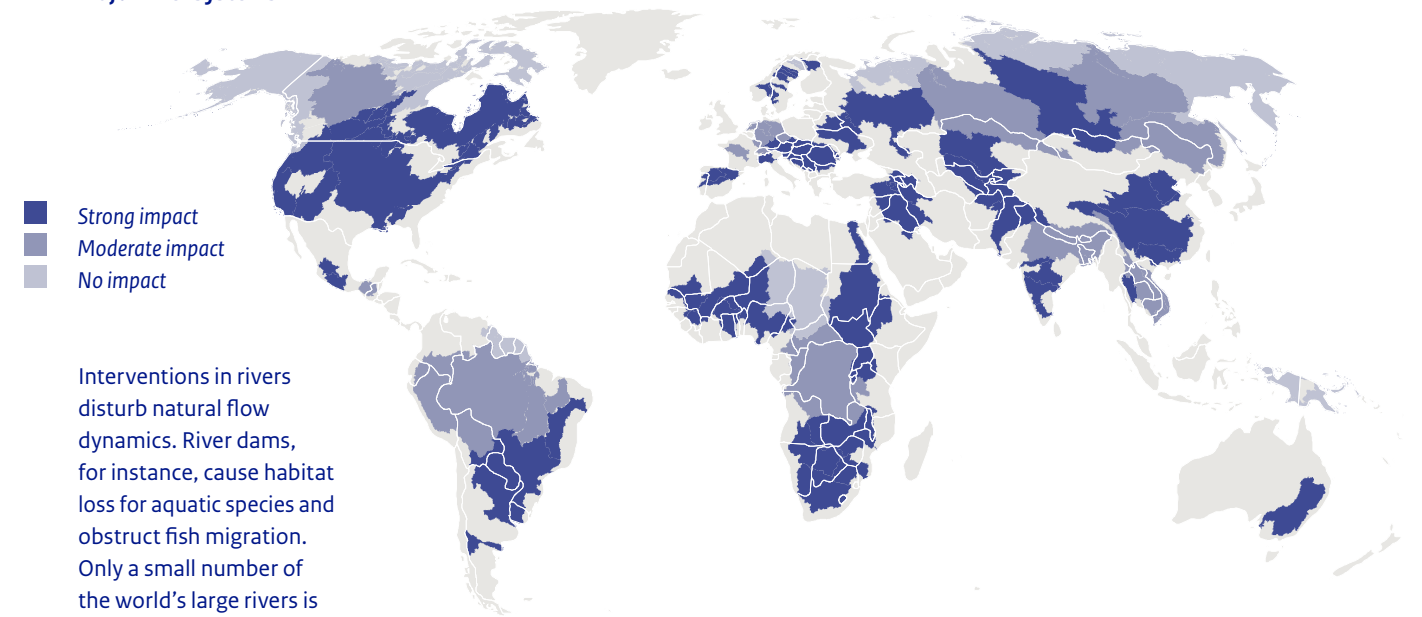 Strong impact
Moderate impact
No impact
Interventions in rivers
disturb natural flow
dynamics. River dams,
for instance, cause habitat
loss for aquatic species and
obstruct fish migration.
Only a small number of
the world's large rivers is